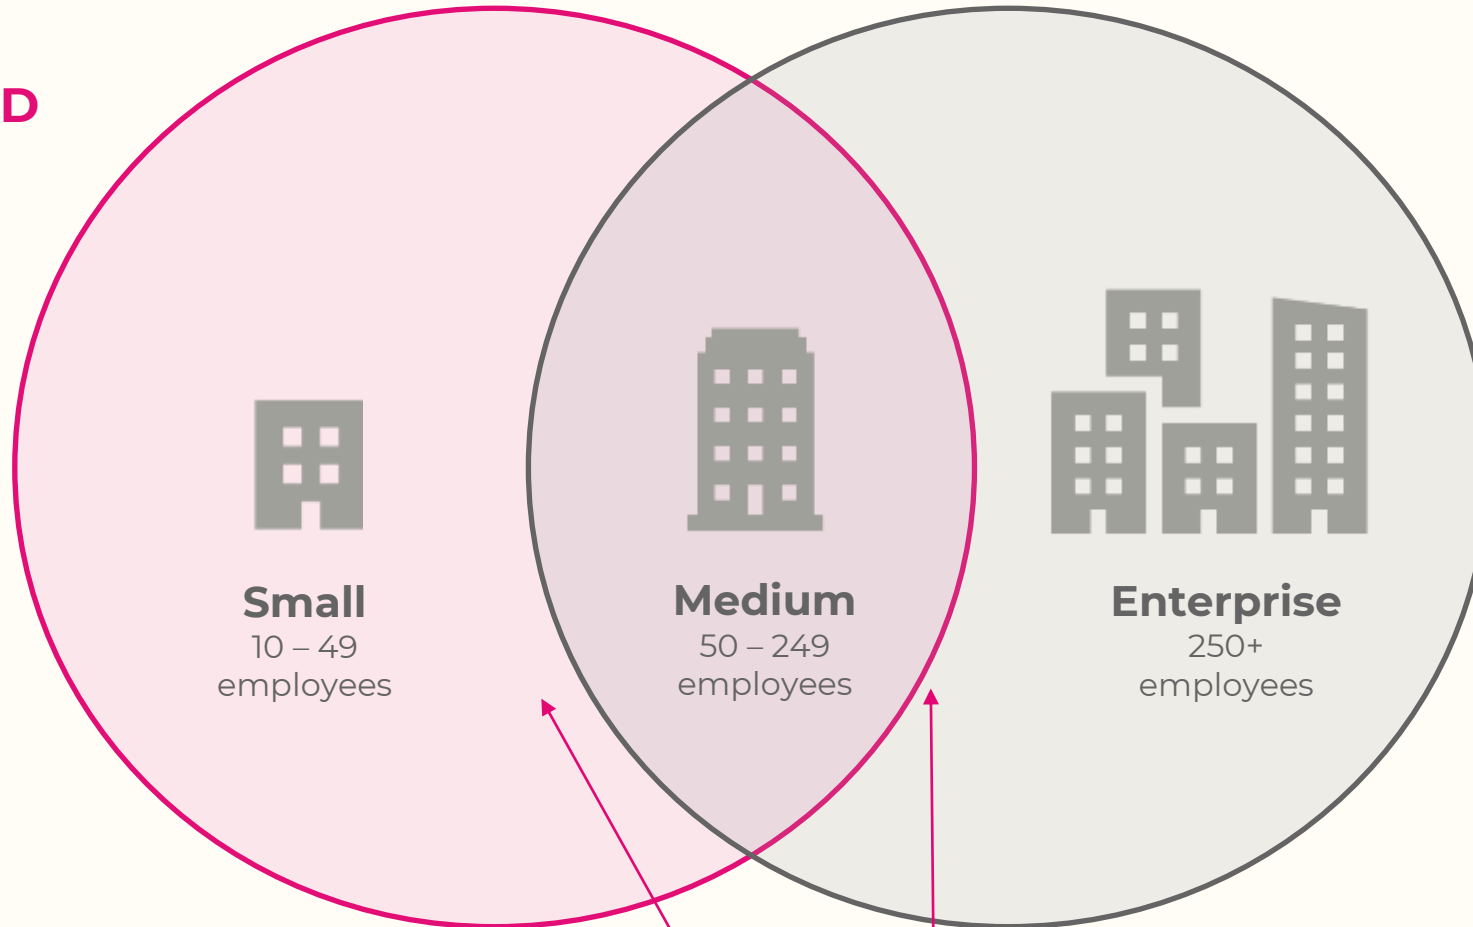 D
Small
10 – 49
employees
Medium
50 – 249
employees
Enterprise
250+
employees